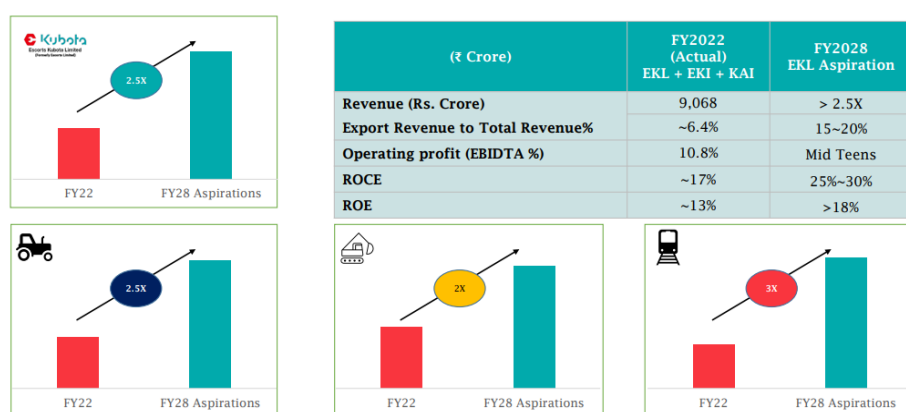 Kubota
Escorts Kubota Limited
(Formerly Escorts Limited)
2.5X
FY22 FY28 Aspirations
(₹ Crore) FY2022 (Actual) EKL + EKI + KAI FY2028 EKL Aspiration
Revenue (Rs. Crore) 9,068 > 2.5X
Export Revenue to Total Revenue% ~6.4% 15~20%
Operating profit (EBIDTA %) 10.8% Mid Teens
ROCE ~17% 25%~30%
ROE ~13% >18%
2.5X
FY22 FY28 Aspirations
2X
FY22 FY28 Aspirations
3X
FY22 FY28 Aspirations